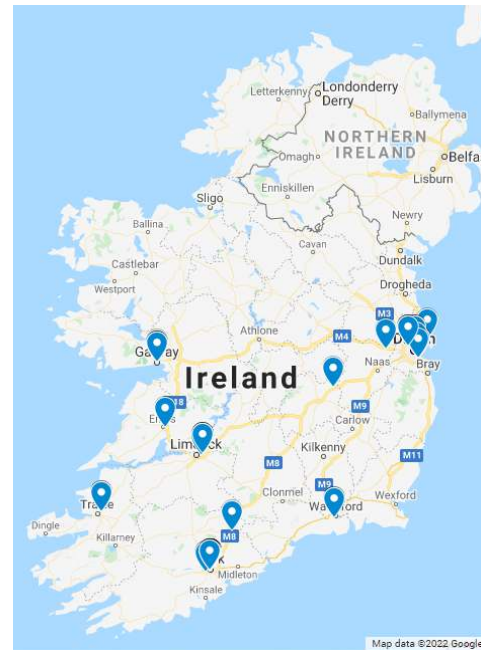 Letterkenny
Londonderry
Derry
Ballymena
NORTHERN
IRELAND
Omagh
Belfa
Lisburn
Enniskillen
Sligo
Newry
Ballina
Cavan
Dundalk
Castlebar
Drogheda
Westport
M3
Athlone
M4
Naas
Bray
Ireland
M9
18
Carlow
M11
Kilkenny
M8
Clonmel
M9
Wexford
Dingle
Killarney
M8
Midleton
Kinsale
Map data ©2022 Google